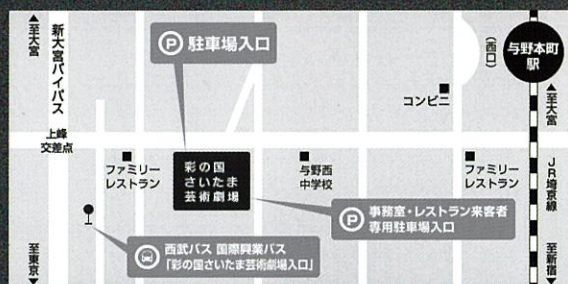 ▲至大宮
新大宮バイパス
Ⓟ 駐車場入口
(西口)
与野本町
駅
▲至大宮
コンビニ
上峰
交差点
ファミリー
レストラン
彩の国
さいたま
芸術劇場
与野西
中学校
ファミリー
レストラン
JR埼京線
Ⓟ 事務室・レストラン来客者
専用駐車場入口
西武バス 国際興業バス
「彩の国さいたま芸術劇場入口」
至東京▼
至新宿▼